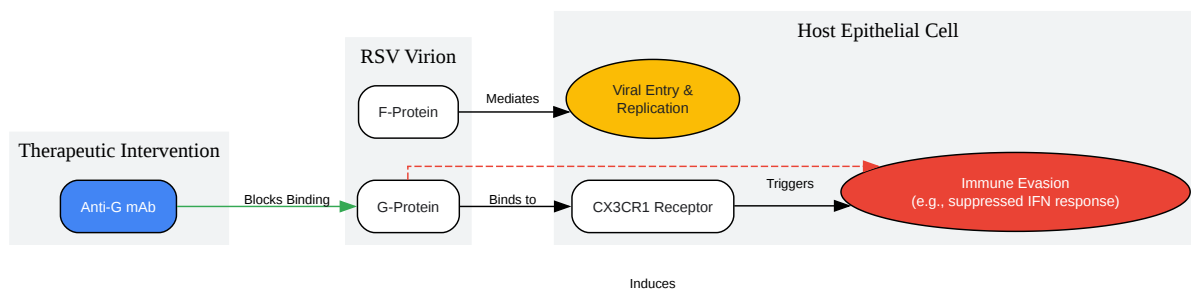 Host Epithelial Cell
RSV Virion
Viral Entry &
Replication
F-Protein
Mediates
Therapeutic Intervention
Immune Evasion
(e.g., suppressed IFN response)
Triggers
Anti-G mAb
Blocks Binding
G-Protein
Binds to
CX3CR1 Receptor
Induces